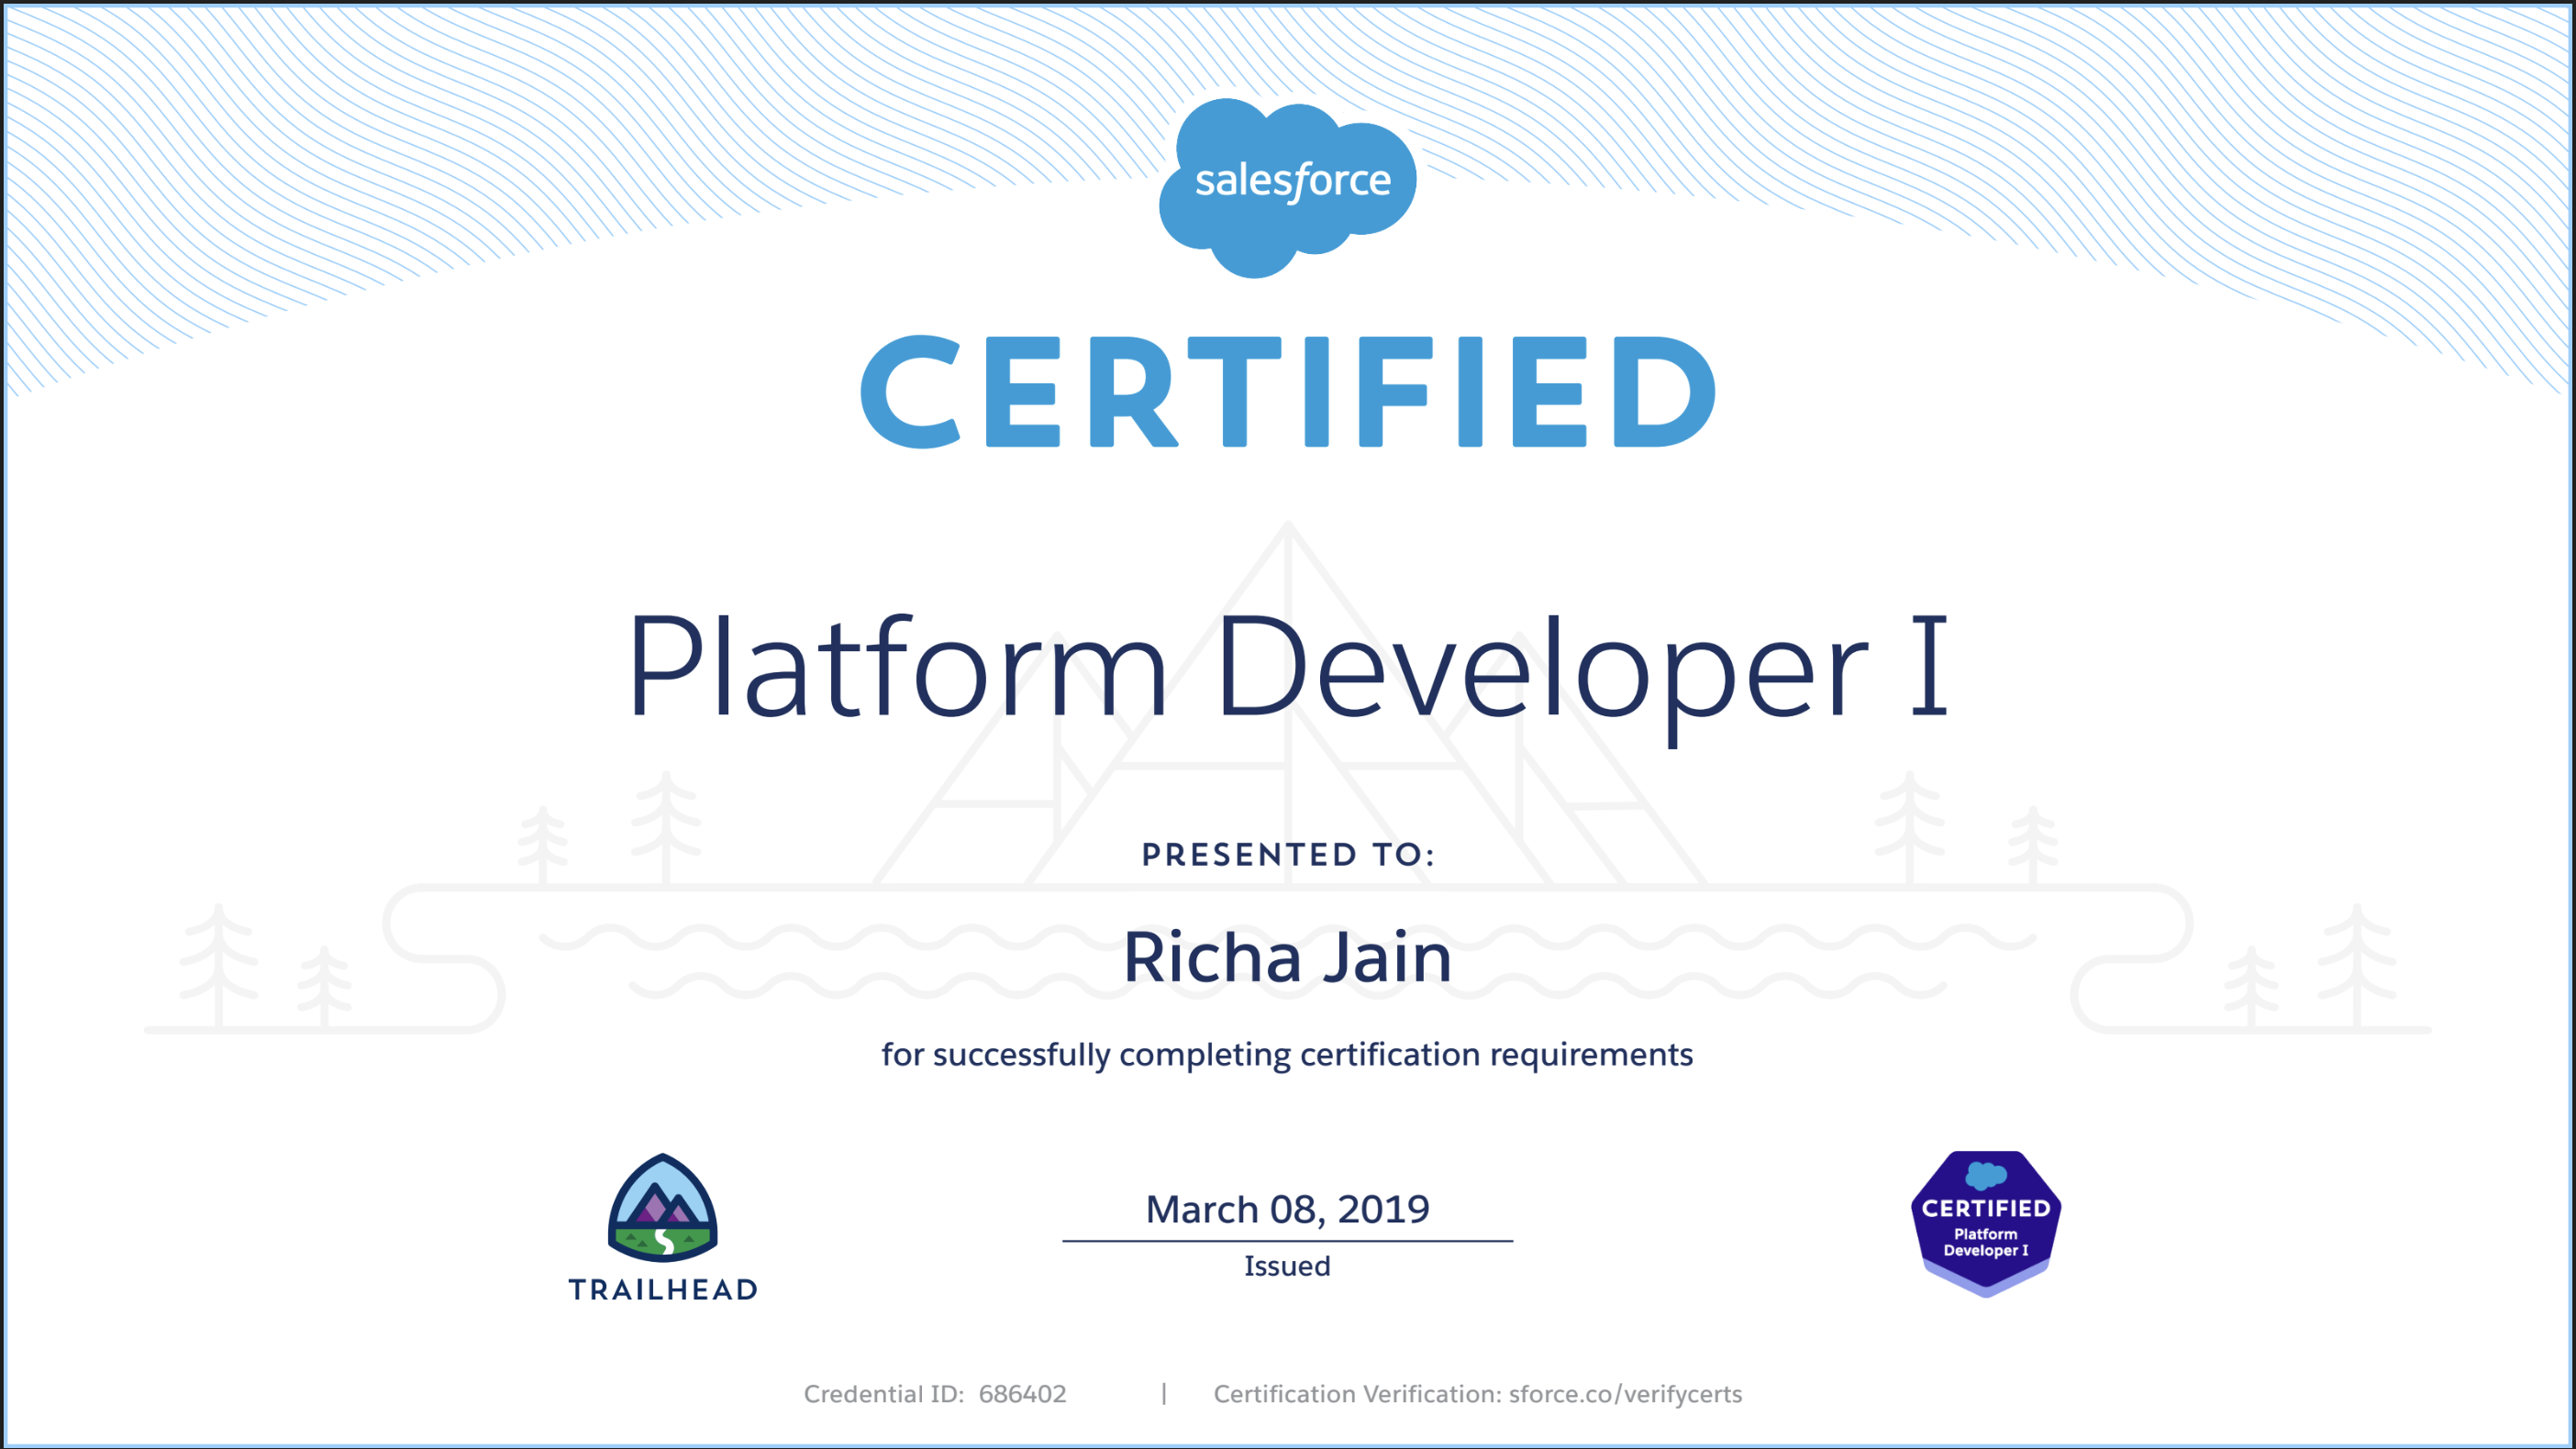 salesforce
CERTIFIED
Platform Developer I
PRESENTED TO:
Richa Jain
for successfully completing certification requirements
TRAILHEAD
March 08, 2019
Issued
CERTIFIED
Platform
Developer I
Credential ID: 686402 | Certification Verification: sforce.co/verifycerts